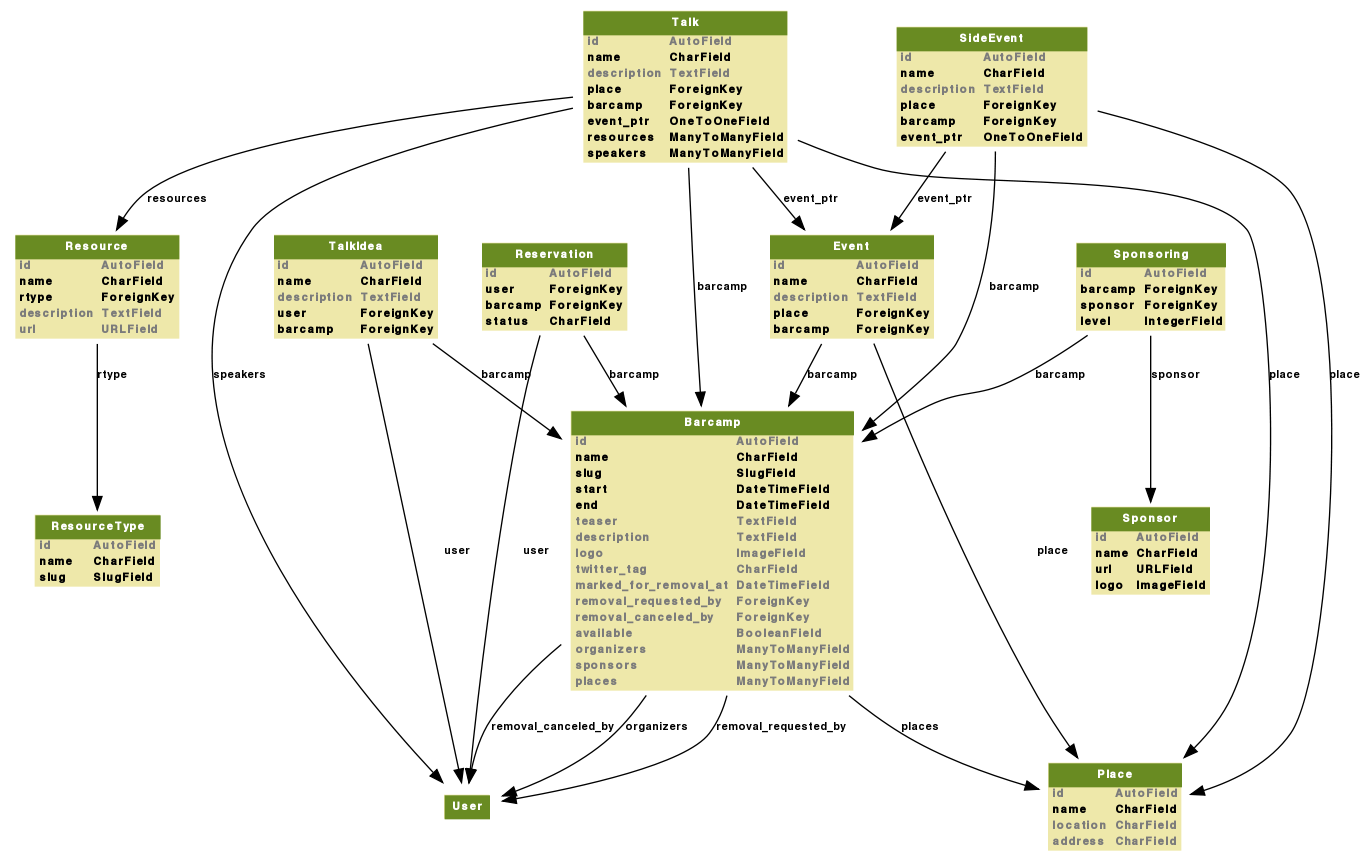 Talk
id AutoField
name CharField
description TextField
place ForeignKey
barcamp ForeignKey
event_ptr OneToOneField
resources ManyToManyField
speakers ManyToManyField
SideEvent
id AutoField
name CharField
description TextField
place ForeignKey
barcamp ForeignKey
event_ptr OneToOneField
resources
event_ptr
event_ptr
Resource
id AutoField
name CharField
rtype ForeignKey
description TextField
url URLField
TalkIdea
id AutoField
name CharField
description TextField
user ForeignKey
barcamp ForeignKey
Reservation
id AutoField
user ForeignKey
barcamp ForeignKey
status CharField
barcamp
Event
id AutoField
name CharField
description TextField
place ForeignKey
barcamp ForeignKey
barcamp
Sponsoring
id AutoField
barcamp ForeignKey
sponsor ForeignKey
level IntegerField
rtype
speakers
barcamp
barcamp
barcamp
barcamp
sponsor
place
place
Barcamp
id AutoField
name CharField
slug SlugField
start DateTimeField
end DateTimeField
teaser TextField
description TextField
logo ImageField
twitter_tag CharField
marked_for_removal_at DateTimeField
removal_requested_by ForeignKey
removal_canceled_by ForeignKey
available BooleanField
organizers ManyToManyField
sponsors ManyToManyField
places ManyToManyField
ResourceType
id AutoField
name CharField
slug SlugField
user
user
place
Sponsor
id AutoField
name CharField
url URLField
logo ImageField
removal_canceled_by
organizers
removal_requested_by
places
User
Place
id AutoField
name CharField
location CharField
address CharField